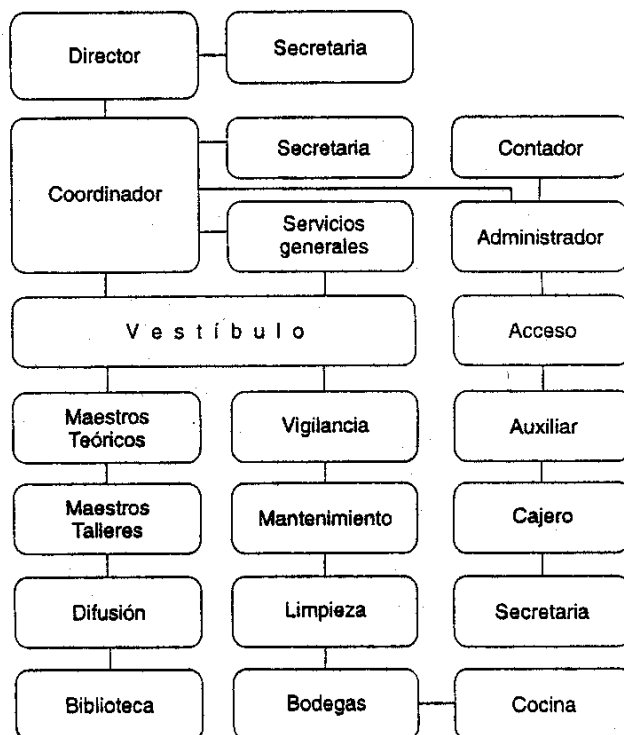 Director
Secretaria
Coordinador
Secretaria
Contador
Servicios
generales
Administrador
Vestíbulo
Acceso
Maestros
Teóricos
Vigilancia
Auxiliar
Maestros
Talleres
Mantenimiento
Cajero
Difusión
Limpieza
Secretaria
Biblioteca
Bodegas
Cocina